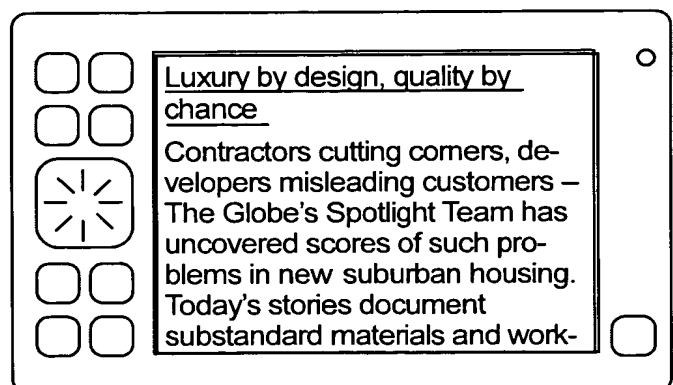 Luxury by design, quality by
chance
Contractors cutting corners, de-
velopers misleading customers –
The Globe's Spotlight Team has
uncovered scores of such pro-
blems in new suburban housing.
Today's stories document
substandard materials and work-